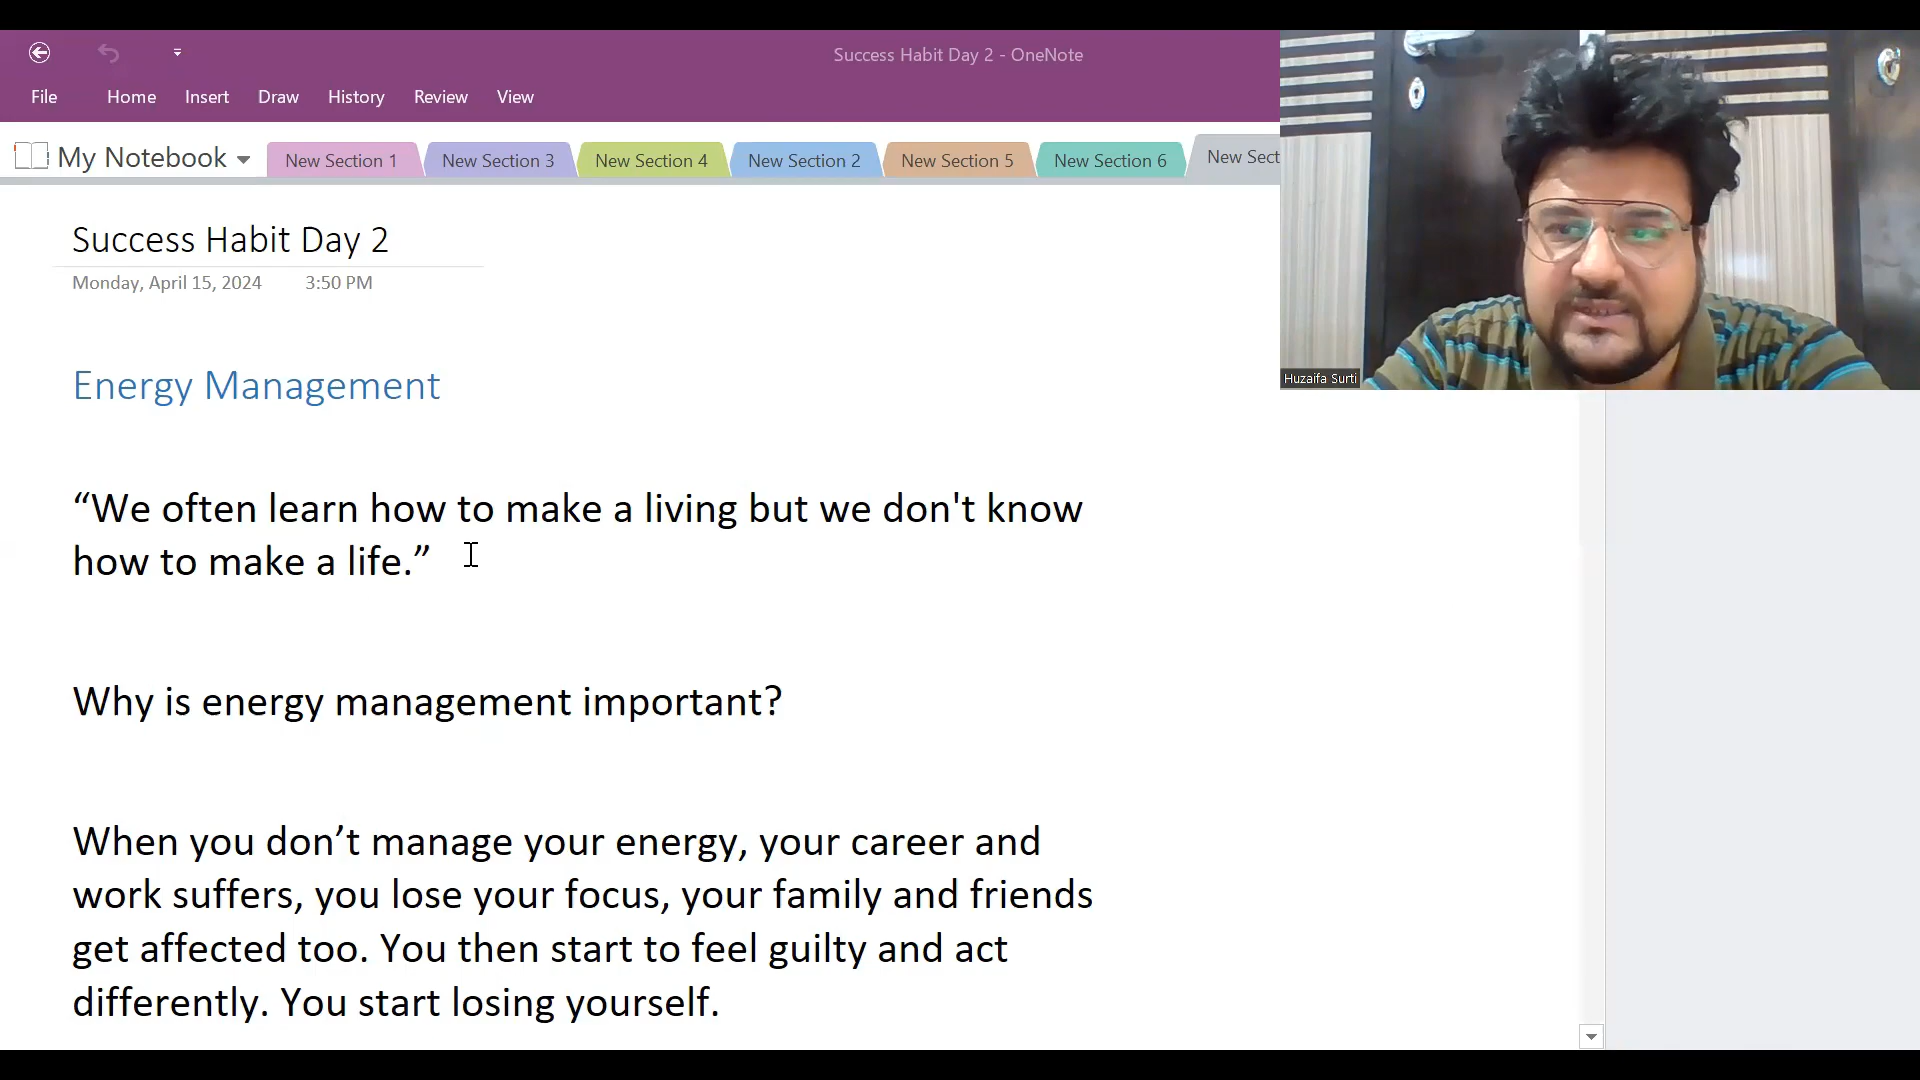 Success Habit Day 2 - OneNote
File Home Insert Draw History Review View
My Notebook New Section 1 New Section 3 New Section 4 New Section 2 New Section 5 New Section 6 New Sect
Success Habit Day 2
Monday, April 15, 2024 3:50 PM
Huzaifa Surti
Energy Management
“We often learn how to make a living but we don't know
how to make a life.”
Why is energy management important?
When you don’t manage your energy, your career and
work suffers, you lose your focus, your family and friends
get affected too. You then start to feel guilty and act
differently. You start losing yourself.